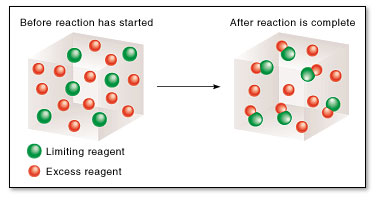 Before reaction has started
After reaction is complete
Limiting reagent
Excess reagent